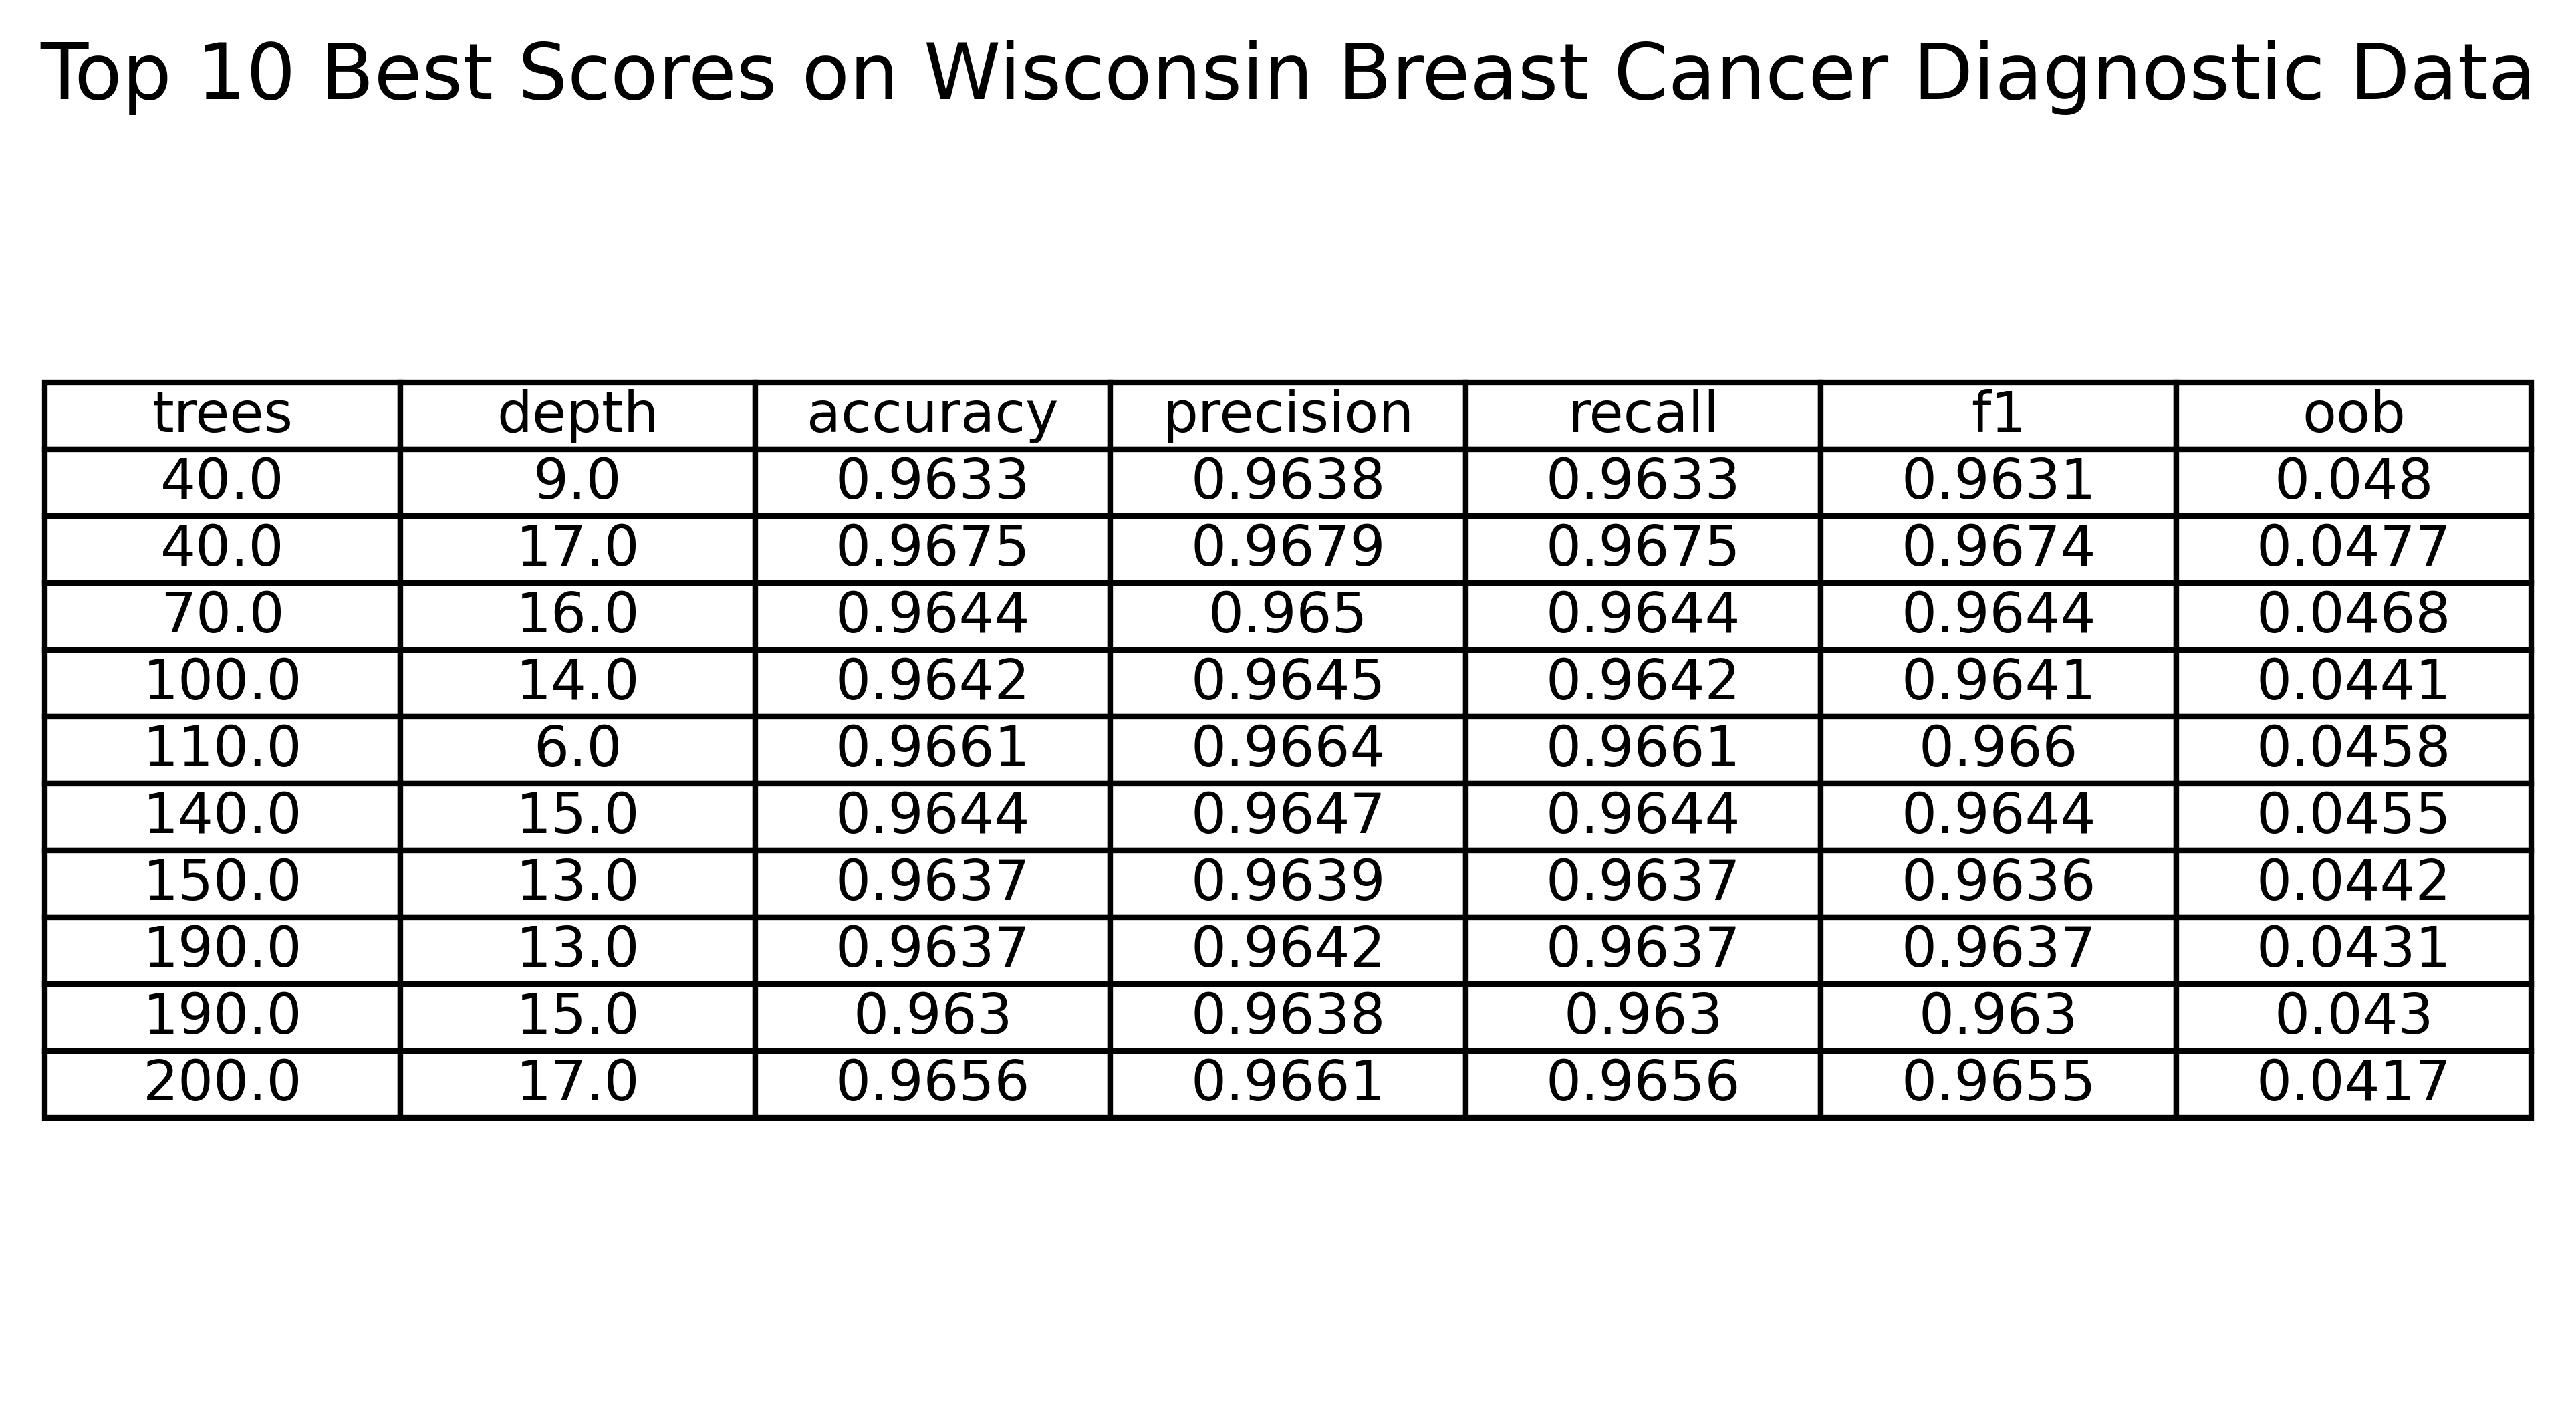 Top 10 Best Scores on Wisconsin Breast Cancer Diagnostic Data
trees depth accuracy precision recall f1 oob
40.0 9.0 0.9633 0.9638 0.9633 0.9631 0.048
40.0 17.0 0.9675 0.9679 0.9675 0.9674 0.0477
70.0 16.0 0.9644 0.965 0.9644 0.9644 0.0468
100.0 14.0 0.9642 0.9645 0.9642 0.9641 0.0441
110.0 6.0 0.9661 0.9664 0.9661 0.966 0.0458
140.0 15.0 0.9644 0.9647 0.9644 0.9644 0.0455
150.0 13.0 0.9637 0.9639 0.9637 0.9636 0.0442
190.0 13.0 0.9637 0.9642 0.9637 0.9637 0.0431
190.0 15.0 0.963 0.9638 0.963 0.963 0.043
200.0 17.0 0.9656 0.9661 0.9656 0.9655 0.0417